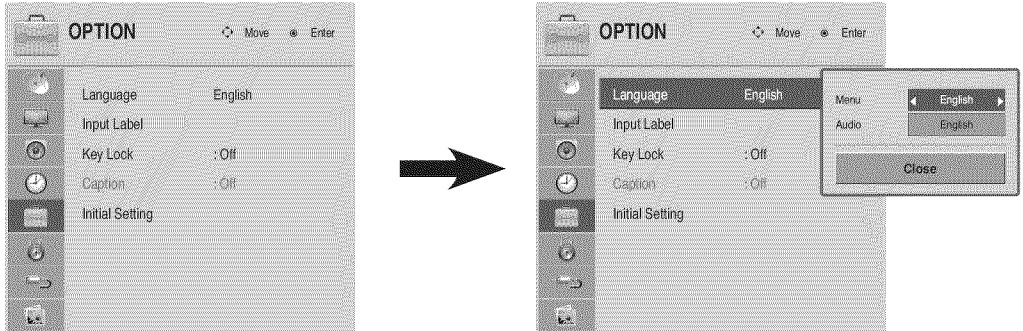 OPTION Move Enter
Language English
Input Label
Key Lock : Off
Caption : Off
Initial Setting
OPTION Move Enter
Language English
Input Label
Key Lock : Off
Caption : Off
Initial Setting
Menu English
Audio English
Close